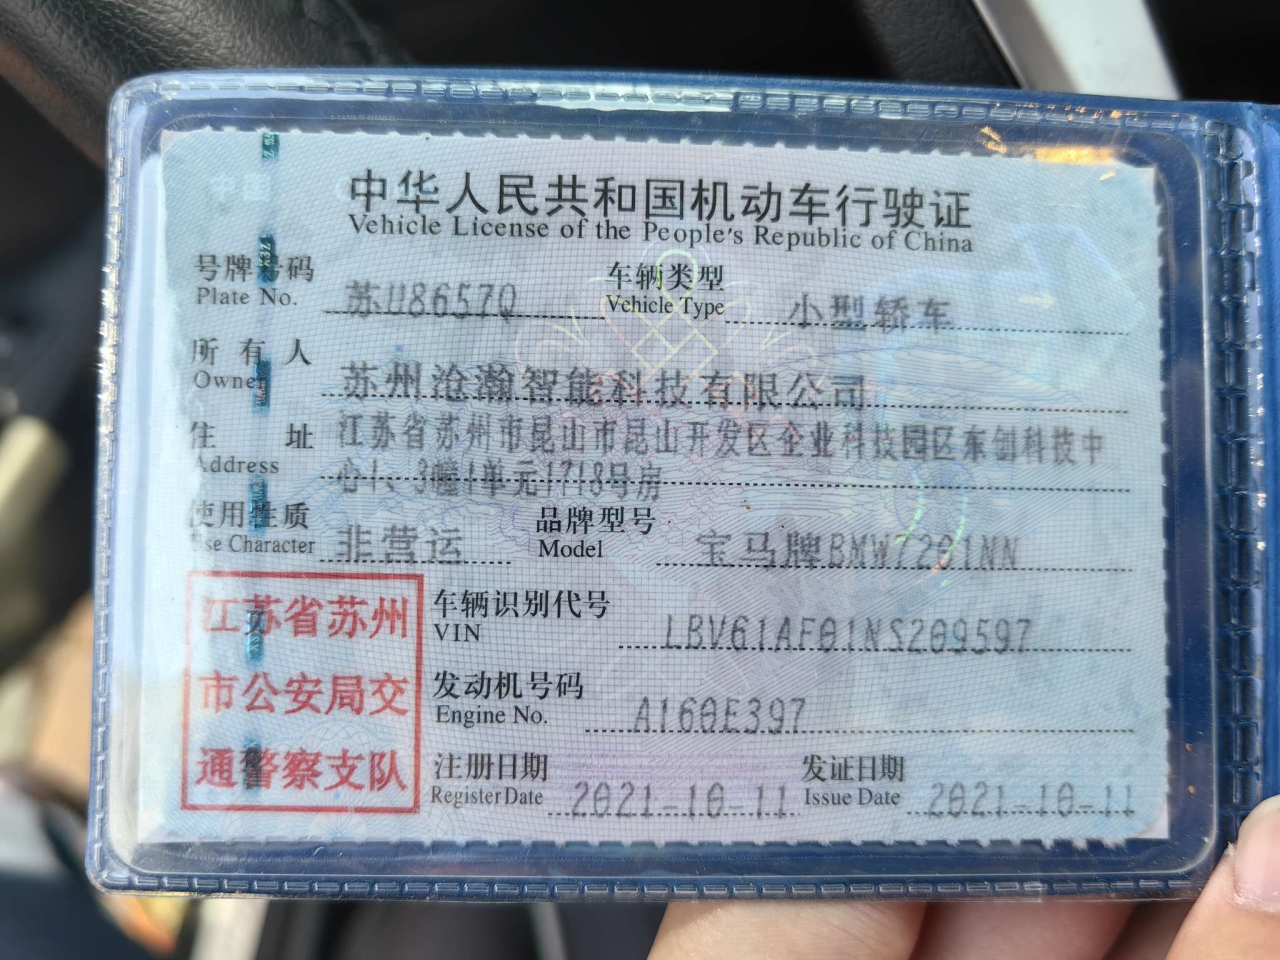 中华人民共和国机动车行驶证
Vehicle License of the People's Republic of China
号牌号码 苏U8657Q 车辆类型 小型轿车
Plate No. Vehicle Type
所有人 苏州沧瀚智能科技有限公司
Owner
住址 江苏省苏州市昆山市昆山开发区企业科技园区东创科技中
Address 心1、3幢1单元1718号房
使用性质 非营运 品牌型号 宝马牌BMW7201NN
Use Character Model
江苏省苏州
市公安局交
通警察支队
车辆识别代号 LBV61AF01NS209597
VIN
发动机号码 A160E397
Engine No.
注册日期 2021-10-11 发证日期 2021-10-11
Register Date Issue Date